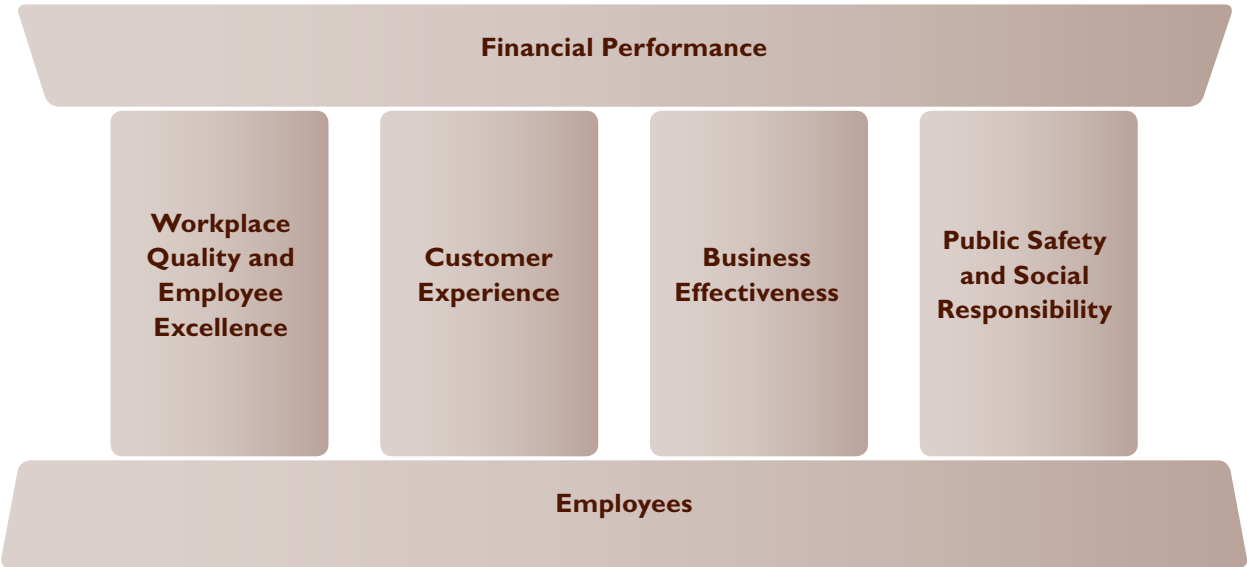 Financial Performance
Workplace
Quality and
Employee
Excellence
Customer
Experience
Business
Effectiveness
Public Safety
and Social
Responsibility
Employees